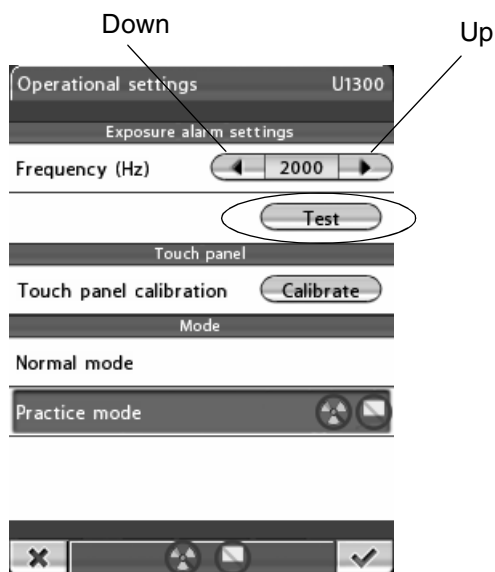 Down
Up
Operational settings U1300
Exposure alarm settings
Frequency (Hz) 2000
Test
Touch panel
Touch panel calibration Calibrate
Mode
Normal mode
Practice mode